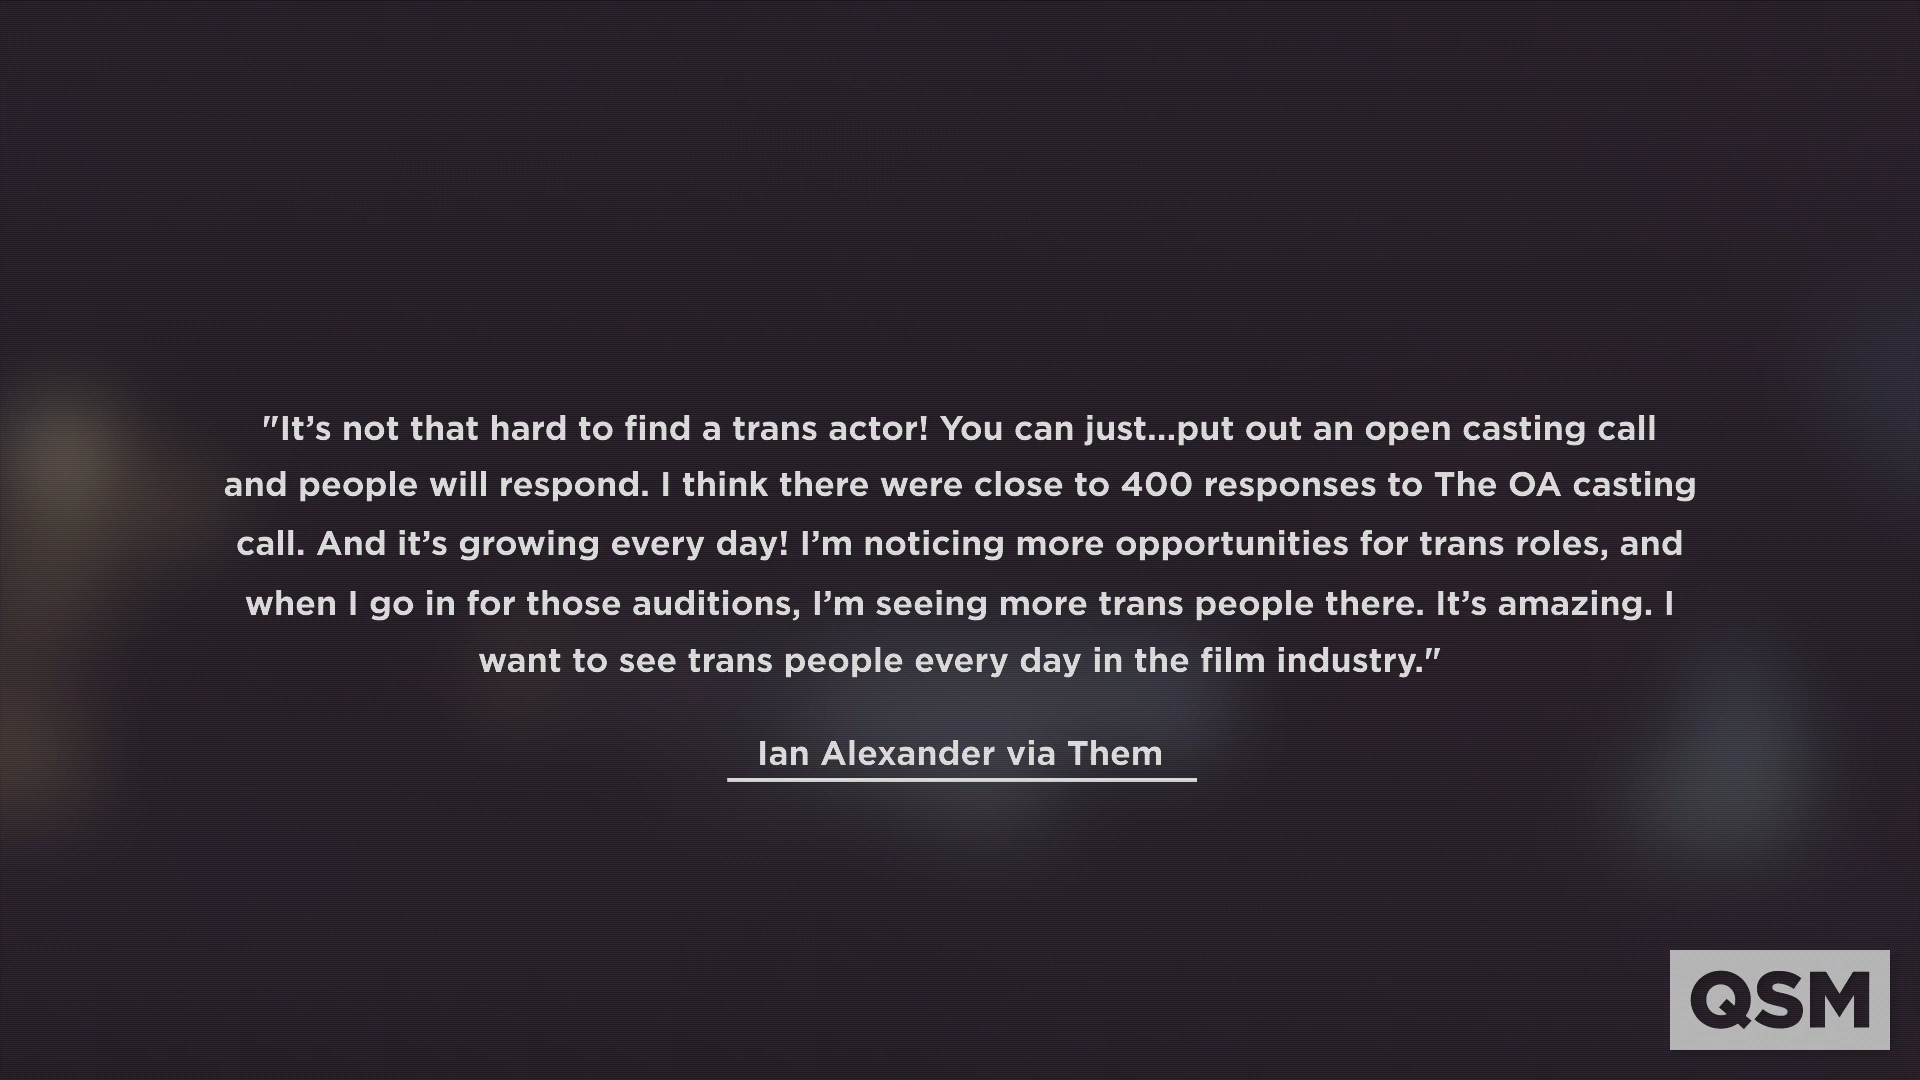 "It’s not that hard to find a trans actor! You can just...put out an open casting call
and people will respond. I think there were close to 400 responses to The OA casting
call. And it’s growing every day! I’m noticing more opportunities for trans roles, and
when I go in for those auditions, I’m seeing more trans people there. It’s amazing. I
want to see trans people every day in the film industry."
Ian Alexander via Them
QSM